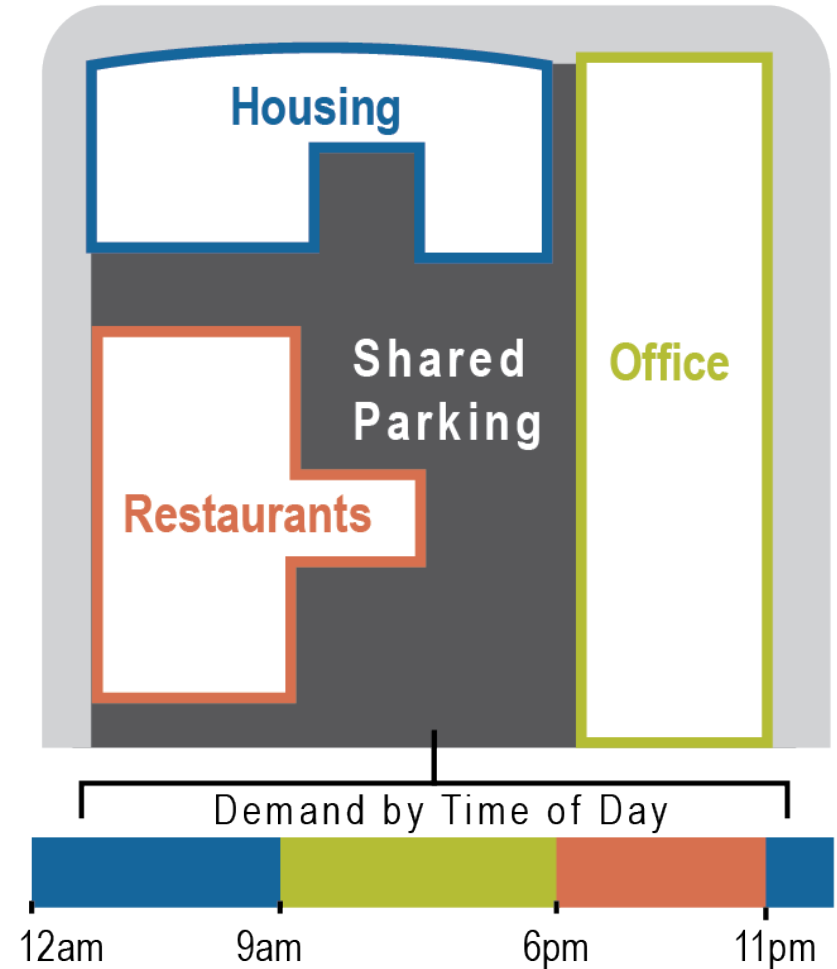 Housing
Shared
Parking
Office
Restaurants
Demand by Time of Day
12am 9am 6pm 11pm